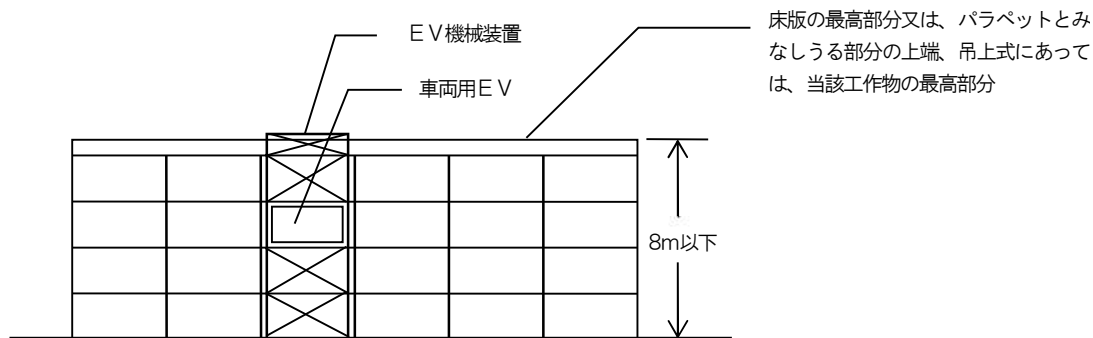 床版の最高部分又は、パラペットとみ
なしうる部分の上端、吊上式にあって
は、当該工作物の最高部分
ＥＶ機械装置
車両用ＥＶ
8m以下